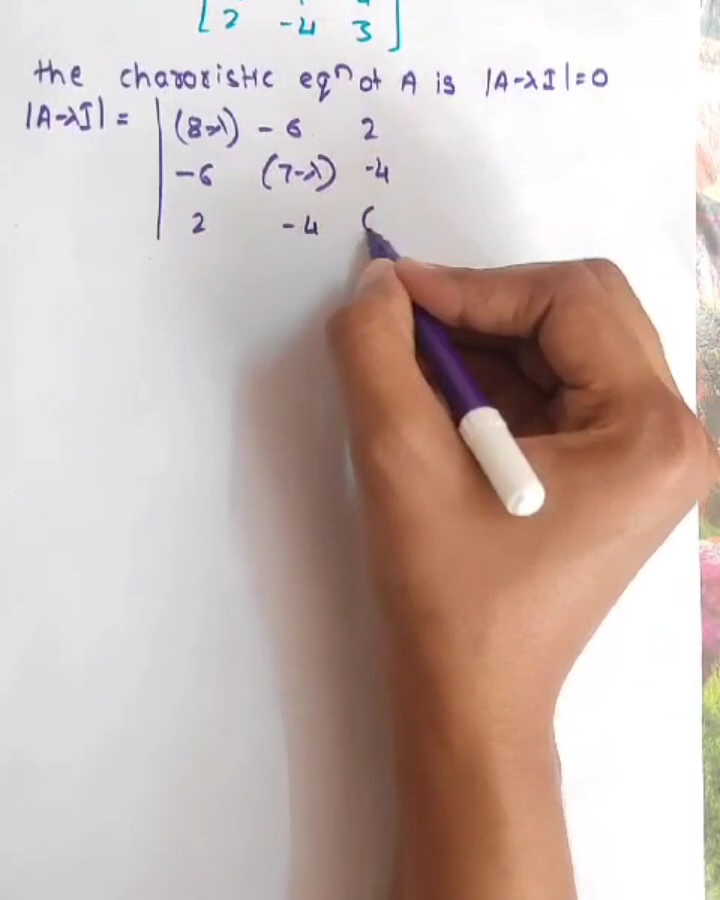 [2 -4 3]
the charoristic eqn of A is |A-λI|=0
|A-λI| = | (8-λ) -6 2
-6 (7-λ) -4
2 -4 (